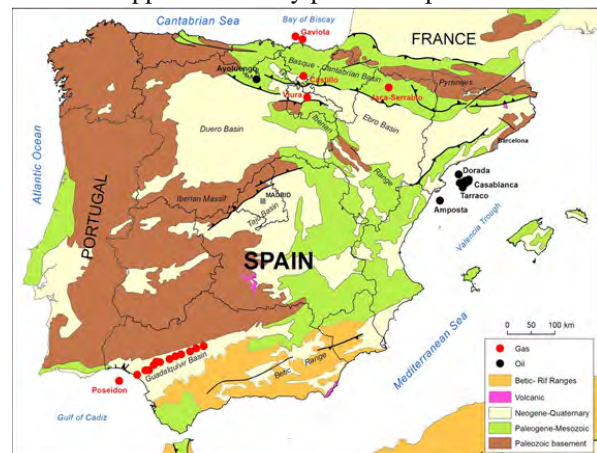 Cantabrian Sea
Bay of Biscay
Gaviota
FRANCE
Ayoluengo
Basque - Cantabrian Basin
Castillo
Pyrenees
Viura
Jaca-Serrablo
Iberian
Duero Basin
Ebro Basin
Atlantic Ocean
Barcelona
Range
Dorada
Casablanca
Tarraco
Iberian Massif
MADRID
Amposta
Tajo Basin
PORTUGAL
Valencia Trough
SPAIN
Mediterranean Sea
0 50 100 km
Gas
Oil
Guadalquivir Basin
Betic Range
Betic- Rif Ranges
Poseidon
Volcanic
Neogene-Quaternary
Gulf of Cadiz
Paleogene-Mesozoic
Paleozoic basement